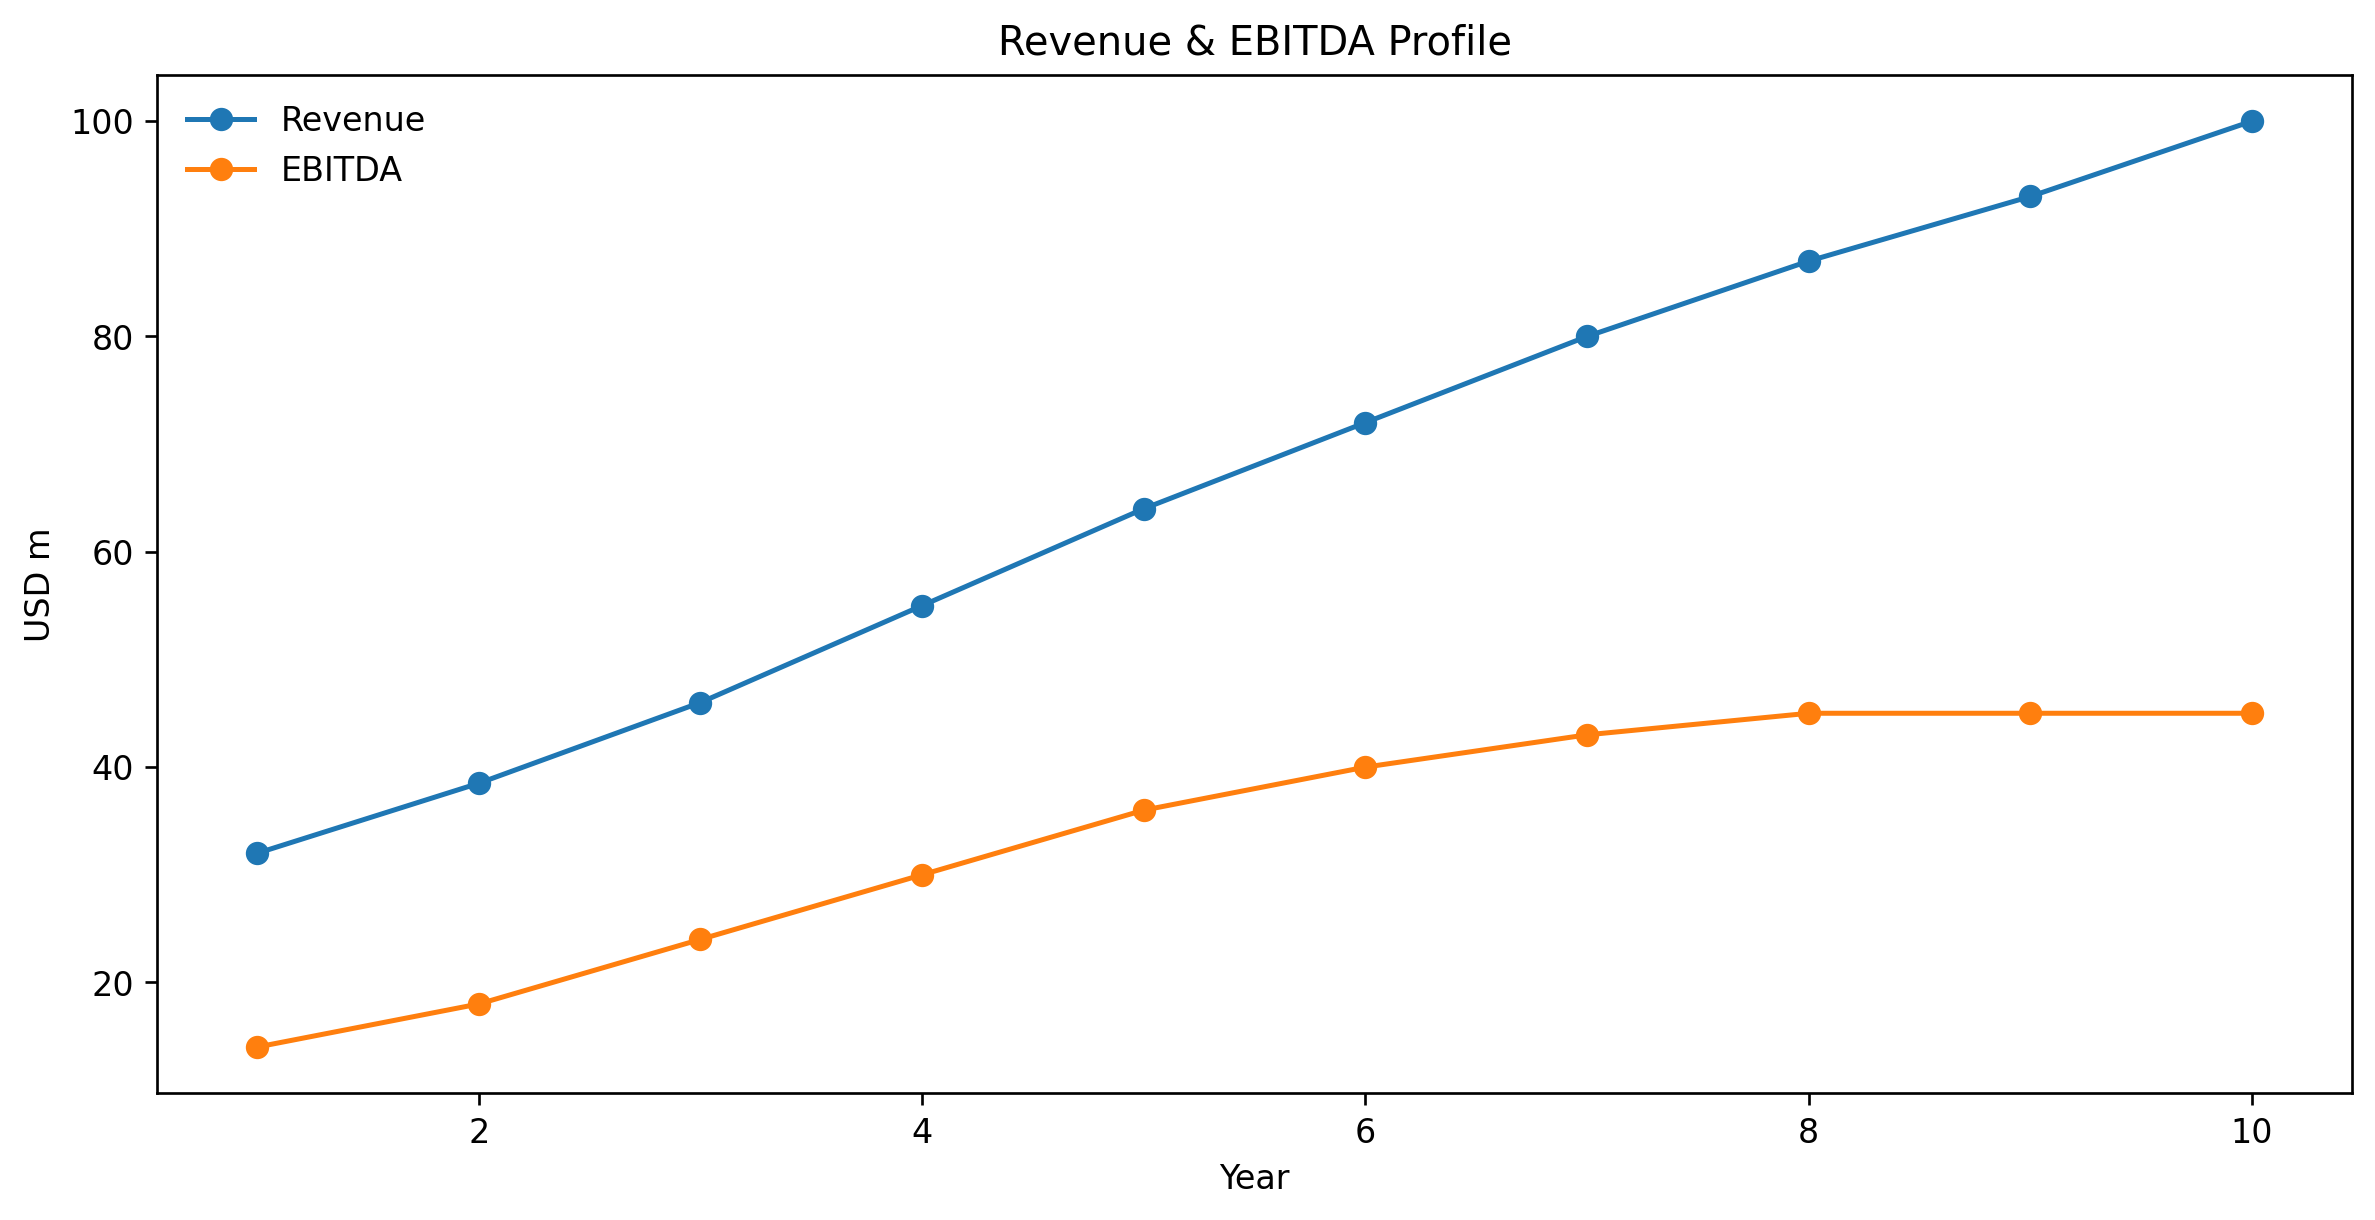 Revenue & EBITDA Profile
Revenue
EBITDA
100
80
60
40
20
USD m
2 4 6 8 10
Year